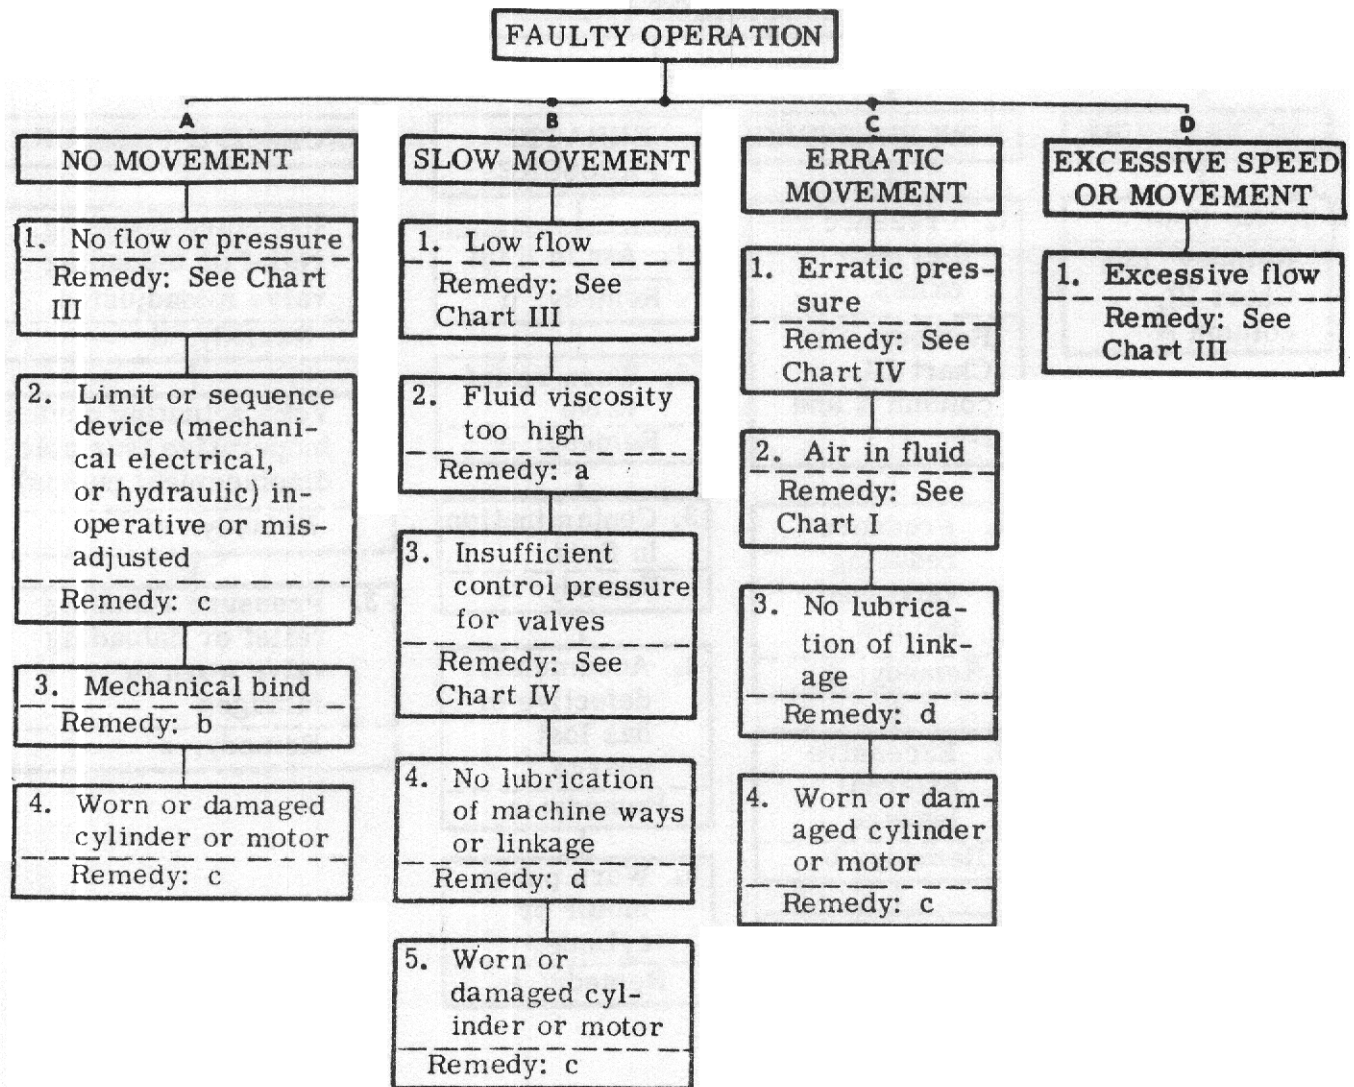 FAULTY OPERATION
A
NO MOVEMENT
1. No flow or pressure
Remedy: See Chart
III
2. Limit or sequence
device (mechani-
cal electrical,
or hydraulic) in-
operative or mis-
adjusted
Remedy: c
3. Mechanical bind
Remedy: b
4. Worn or damaged
cylinder or motor
Remedy: c
B
SLOW MOVEMENT
1. Low flow
Remedy: See
Chart III
2. Fluid viscosity
too high
Remedy: a
3. Insufficient
control pressure
for valves
Remedy: See
Chart IV
4. No lubrication
of machine ways
or linkage
Remedy: d
5. Worn or
damaged cyl-
inder or motor
Remedy: c
C
ERRATIC
MOVEMENT
1. Erratic pres-
sure
Remedy: See
Chart IV
2. Air in fluid
Remedy: See
Chart I
3. No lubrica-
tion of link-
age
Remedy: d
4. Worn or dam-
aged cylinder
or motor
Remedy: c
D
EXCESSIVE SPEED
OR MOVEMENT
1. Excessive flow
Remedy: See
Chart III